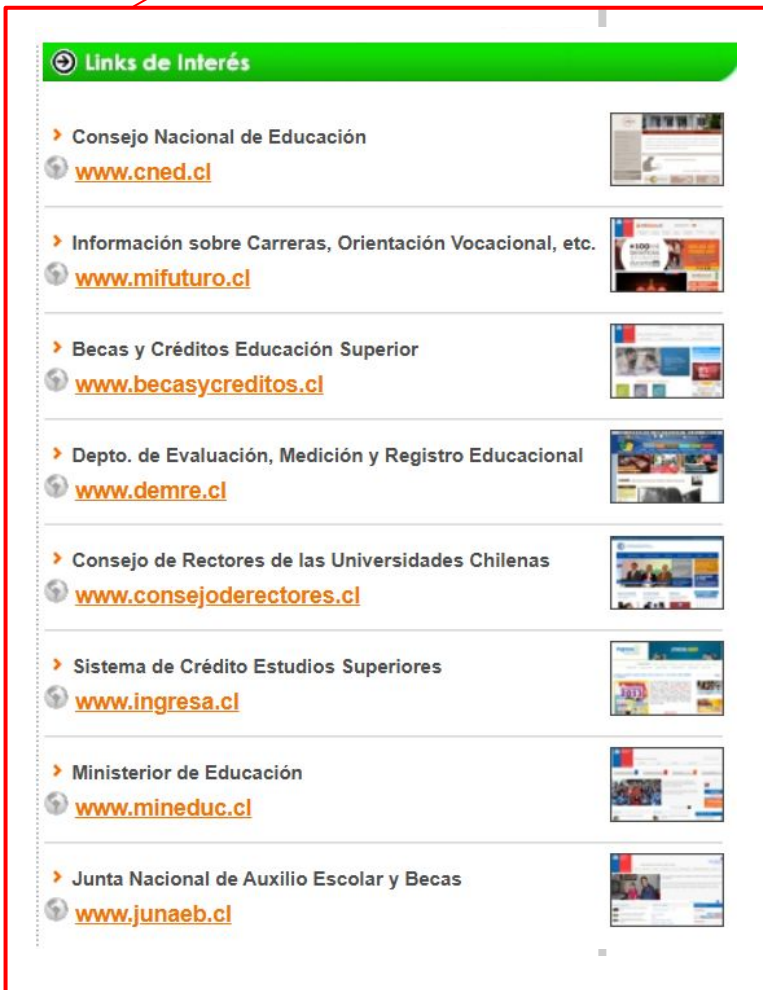 Links de Interés
Consejo Nacional de Educación
www.cned.cl
Información sobre Carreras, Orientación Vocacional, etc.
www.mifuturo.cl
Becas y Créditos Educación Superior
www.becasycreditos.cl
Depto. de Evaluación, Medición y Registro Educacional
www.demre.cl
Consejo de Rectores de las Universidades Chilenas
www.consejoderectores.cl
Sistema de Crédito Estudios Superiores
www.ingresa.cl
Ministerior de Educación
www.mineduc.cl
Junta Nacional de Auxilio Escolar y Becas
www.junaeb.cl